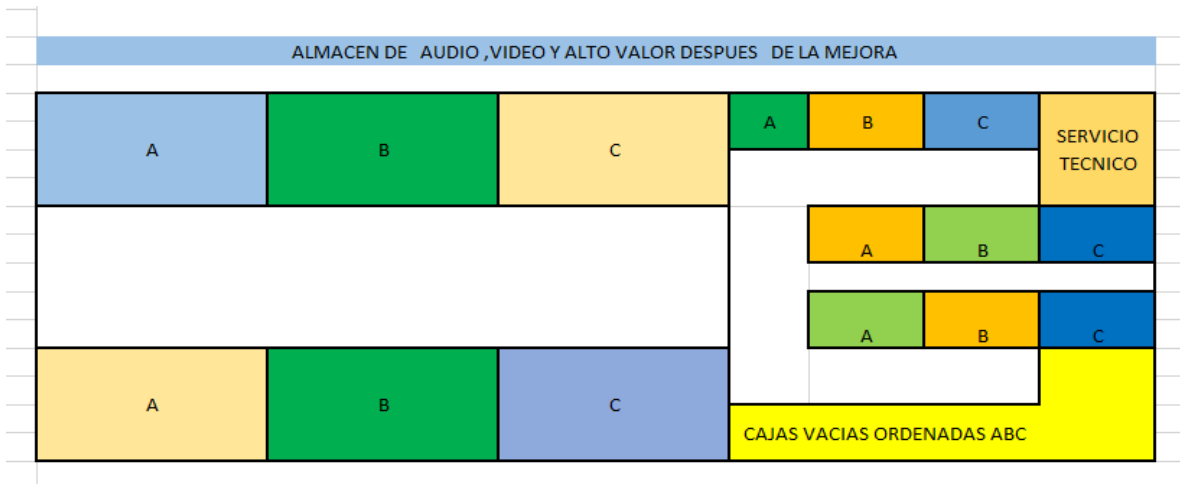 ALMACEN DE AUDIO ,VIDEO Y ALTO VALOR DESPUES DE LA MEJORA
A B C
A B C
SERVICIO
TECNICO
A B C
A B C
A B C
CAJAS VACIAS ORDENADAS ABC